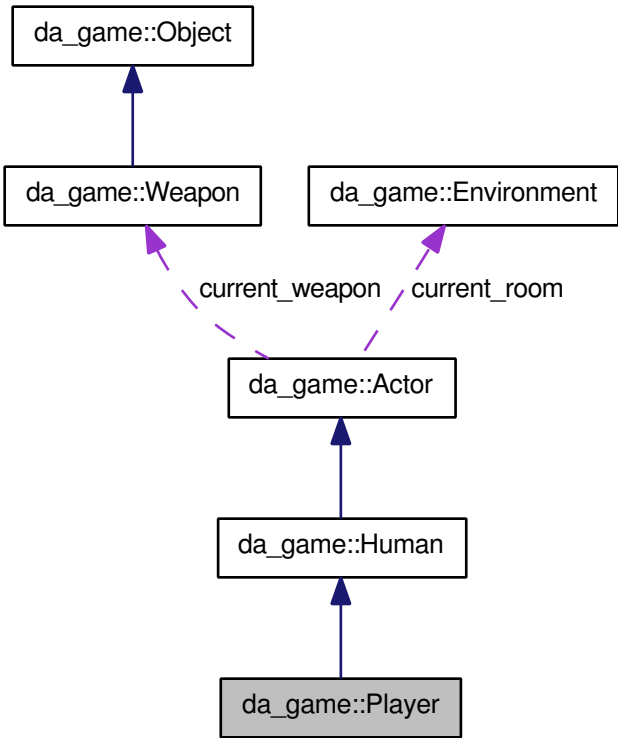 da_game::Object
da_game::Weapon
da_game::Environment
current_weapon
current_room
da_game::Actor
da_game::Human
da_game::Player